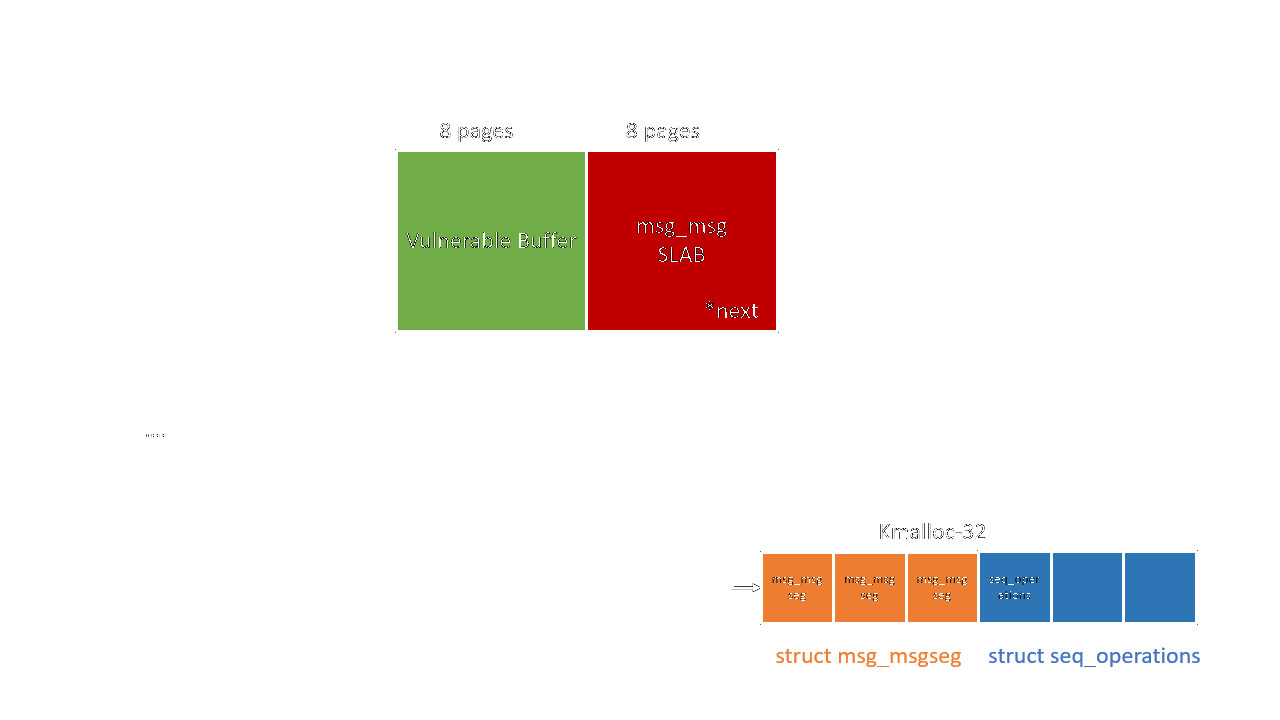 8 pages
8 pages
Vulnerable Buffer
msg_msg
SLAB
*next
Kmalloc-32
msg_msg
seg
msg_msg
seg
msg_msg
seg
seq_oper
ations
struct msg_msgseg
struct seq_operations